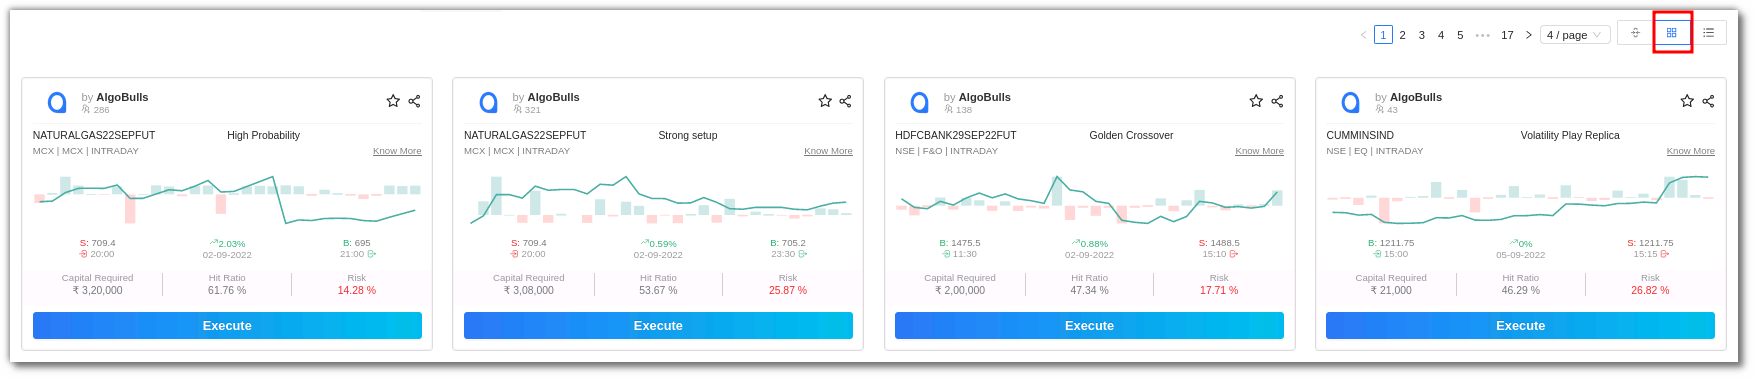 1 2 3 4 5 ••• 17 4 / page
by AlgoBulls
286
NATURALGAS22SEPFUT High Probability
MCX | MCX | INTRADAY Know More
S: 709.4 2.03% B: 695
20:00 02-09-2022 21:00
Capital Required Hit Ratio Risk
₹ 3,20,000 61.76 % 14.28 %
Execute
by AlgoBulls
321
NATURALGAS22SEPFUT Strong setup
MCX | MCX | INTRADAY Know More
S: 709.4 0.59% B: 705.2
20:00 02-09-2022 23:30
Capital Required Hit Ratio Risk
₹ 3,08,000 53.67 % 25.87 %
Execute
by AlgoBulls
138
HDFCBANK29SEP22FUT Golden Crossover
NSE | F&O | INTRADAY Know More
B: 1475.5 0.88% S: 1488.5
11:30 02-09-2022 15:10
Capital Required Hit Ratio Risk
₹ 2,00,000 47.34 % 17.71 %
Execute
by AlgoBulls
43
CUMMINSIND Volatility Play Replica
NSE | EQ | INTRADAY Know More
B: 1211.75 0% S: 1211.75
15:00 05-09-2022 15:15
Capital Required Hit Ratio Risk
₹ 21,000 46.29 % 26.82 %
Execute